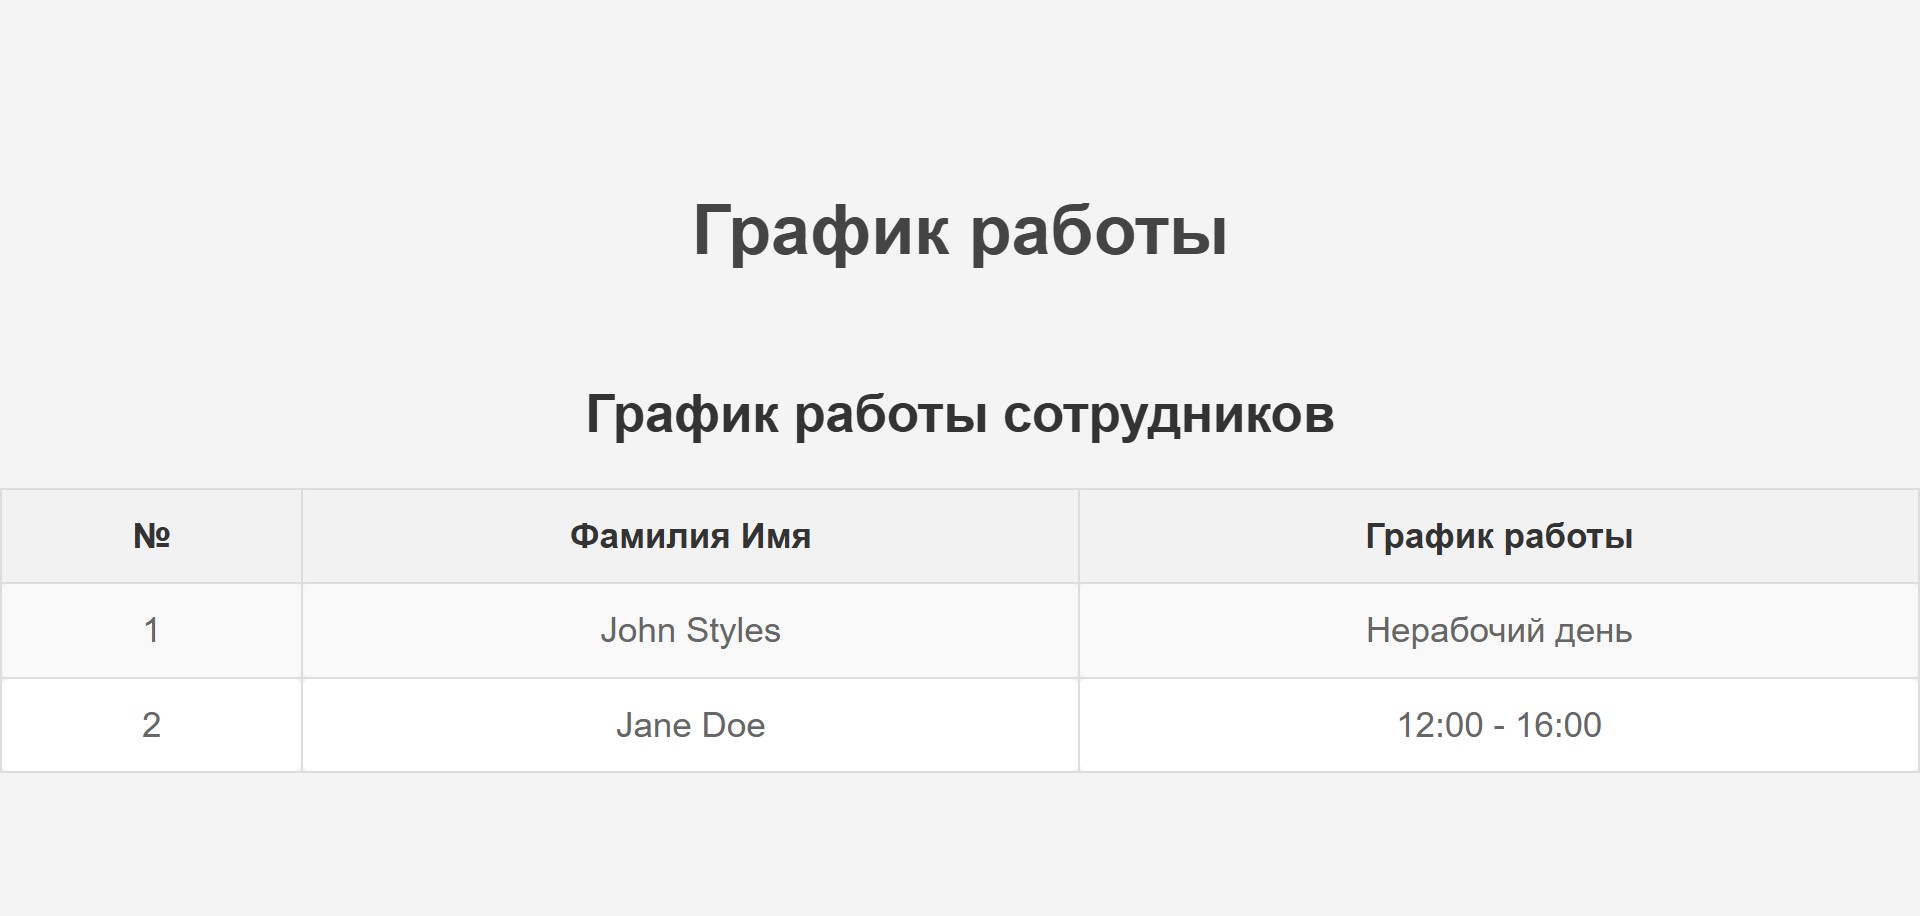 График работы
График работы сотрудников
№ Фамилия Имя График работы
1 John Styles Нерабочий день
2 Jane Doe 12:00 - 16:00